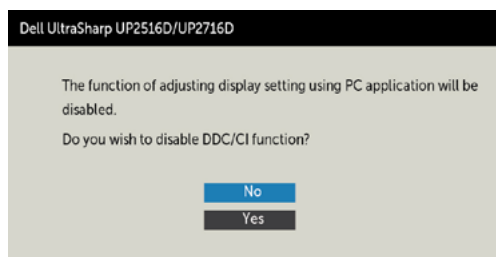 Dell UltraSharp UP2516D/UP2716D
The function of adjusting display setting using PC application will be
disabled.
Do you wish to disable DDC/CI function?
No
Yes